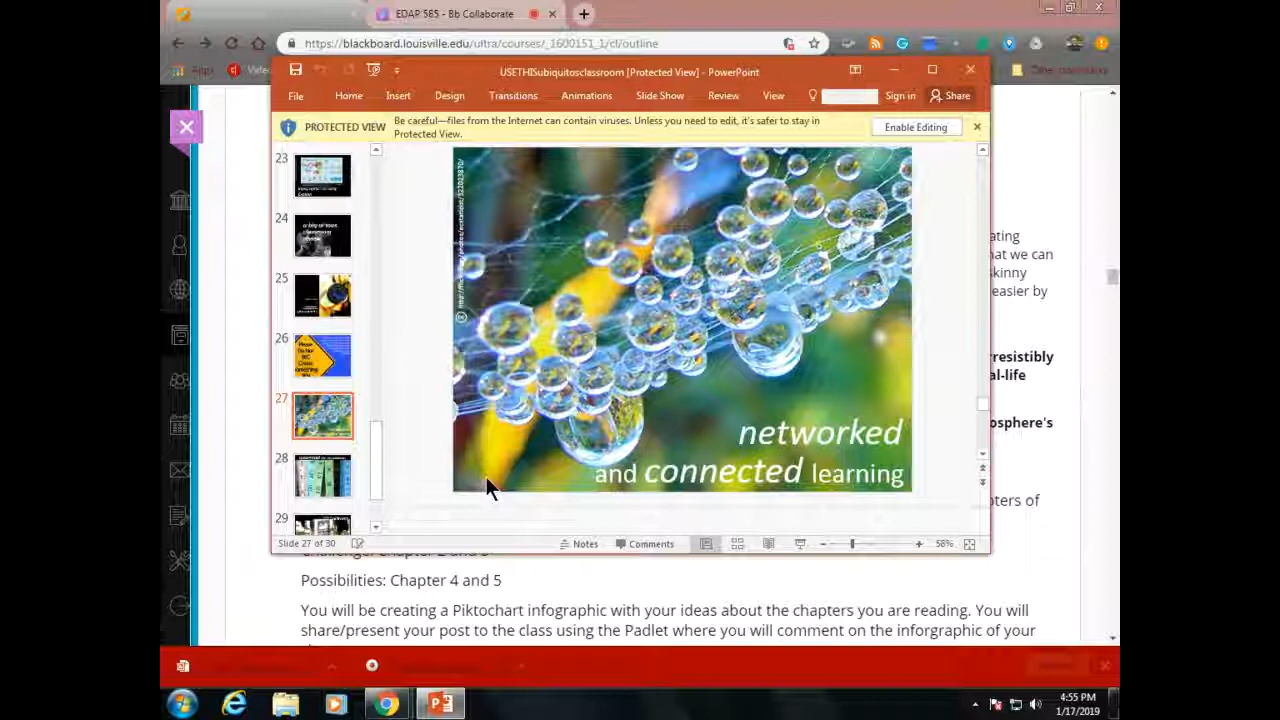 EDAP 585 - Bb Collaborate
https://blackboard.louisville.edu/ultra/courses/_1600151_1/cl/outline
Apps
USETHISubiquitosclassroom [Protected View] - PowerPoint
File Home Insert Design Transitions Animations Slide Show Review View Sign in Share
PROTECTED VIEW Be careful—files from the Internet can contain viruses. Unless you need to edit, it's safer to stay in
Protected View.
Enable Editing
23
24
25
26
27
28
29
networked
and connected learning
ating
hat we can
skinny
easier by
rresistibly
al-life
osphere's
pters of
Slide 27 of 30
Notes Comments 58%
Possibilities: Chapter 4 and 5
You will be creating a Piktochart infographic with your ideas about the chapters you are reading. You will
share/present your post to the class using the Padlet where you will comment on the inforgraphic of your
4:55 PM
1/17/2019